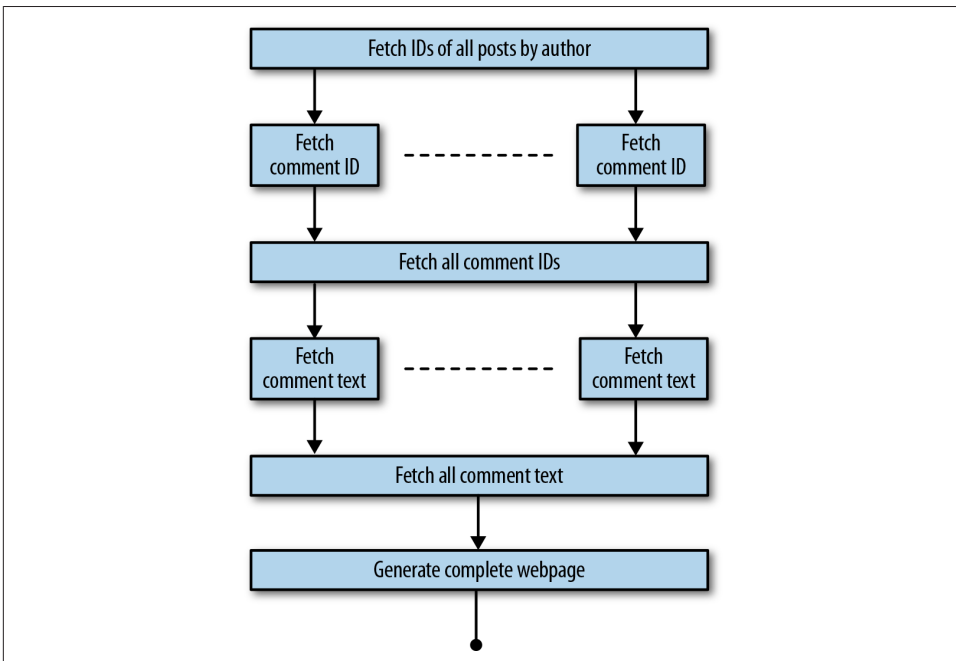 Fetch IDs of all posts by author
Fetch
comment ID
Fetch
comment ID
Fetch all comment IDs
Fetch
comment text
Fetch
comment text
Fetch all comment text
Generate complete webpage